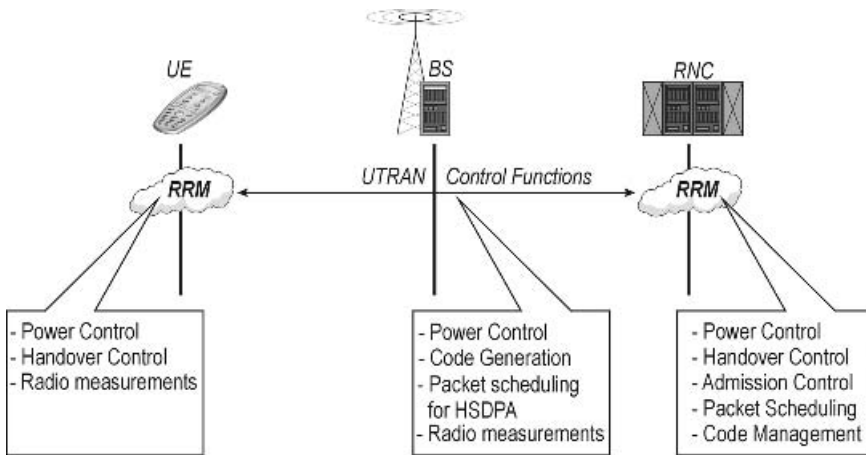 UE
BS
RNC
RRM
UTRAN Control Functions
RRM
- Power Control
- Handover Control
- Radio measurements
- Power Control
- Code Generation
- Packet scheduling
for HSDPA
- Radio measurements
- Power Control
- Handover Control
- Admission Control
- Packet Scheduling
- Code Management